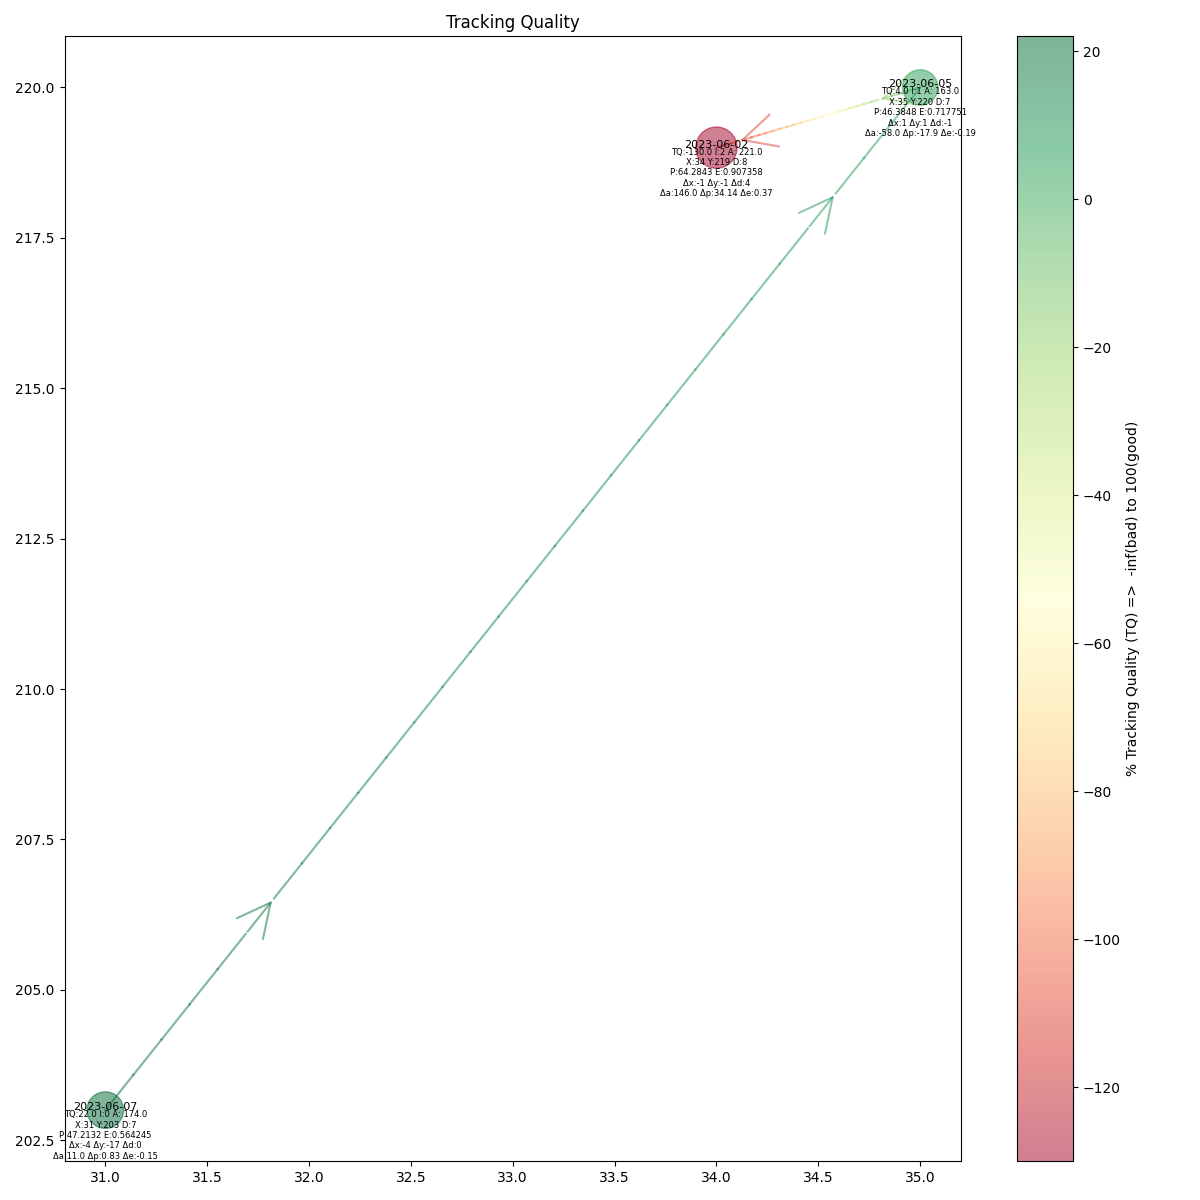 Tracking Quality
220.0
217.5
215.0
212.5
210.0
207.5
205.0
202.5
31.0
31.5
32.0
32.5
33.0
33.5
34.0
34.5
35.0
2023-06-05
TQ:4.0 I:1 A: 163.0
X:35 Y:220 D:7
P:46.3848 E:0.717751
Δx:1 Δy:1 Δd:-1
Δa:-58.0 Δp:-17.9 Δe:-0.19
2023-06-02
TQ:-130.0 I:2 A: 221.0
X:34 Y:219 D:8
P:64.2843 E:0.907358
Δx:-1 Δy:-1 Δd:4
Δa:146.0 Δp:34.14 Δe:0.37
2023-06-07
TQ:22.0 I:0 A: 174.0
X:31 Y:203 D:7
P:47.2132 E:0.564245
Δx:-4 Δy:-17 Δd:0
Δa:11.0 Δp:0.83 Δe:-0.15
20
0
−20
−40
−60
−80
−100
−120
% Tracking Quality (TQ) => -inf(bad) to 100(good)